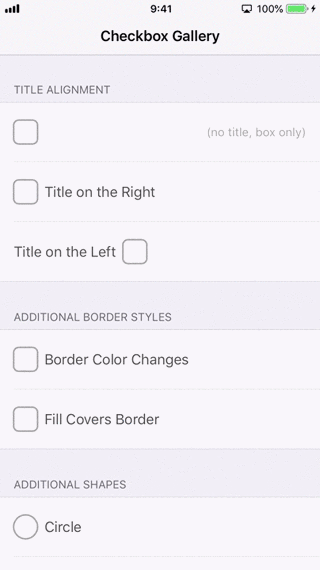 9:41
100%
Checkbox Gallery
TITLE ALIGNMENT
(no title, box only)
Title on the Right
Title on the Left
ADDITIONAL BORDER STYLES
Border Color Changes
Fill Covers Border
ADDITIONAL SHAPES
Circle